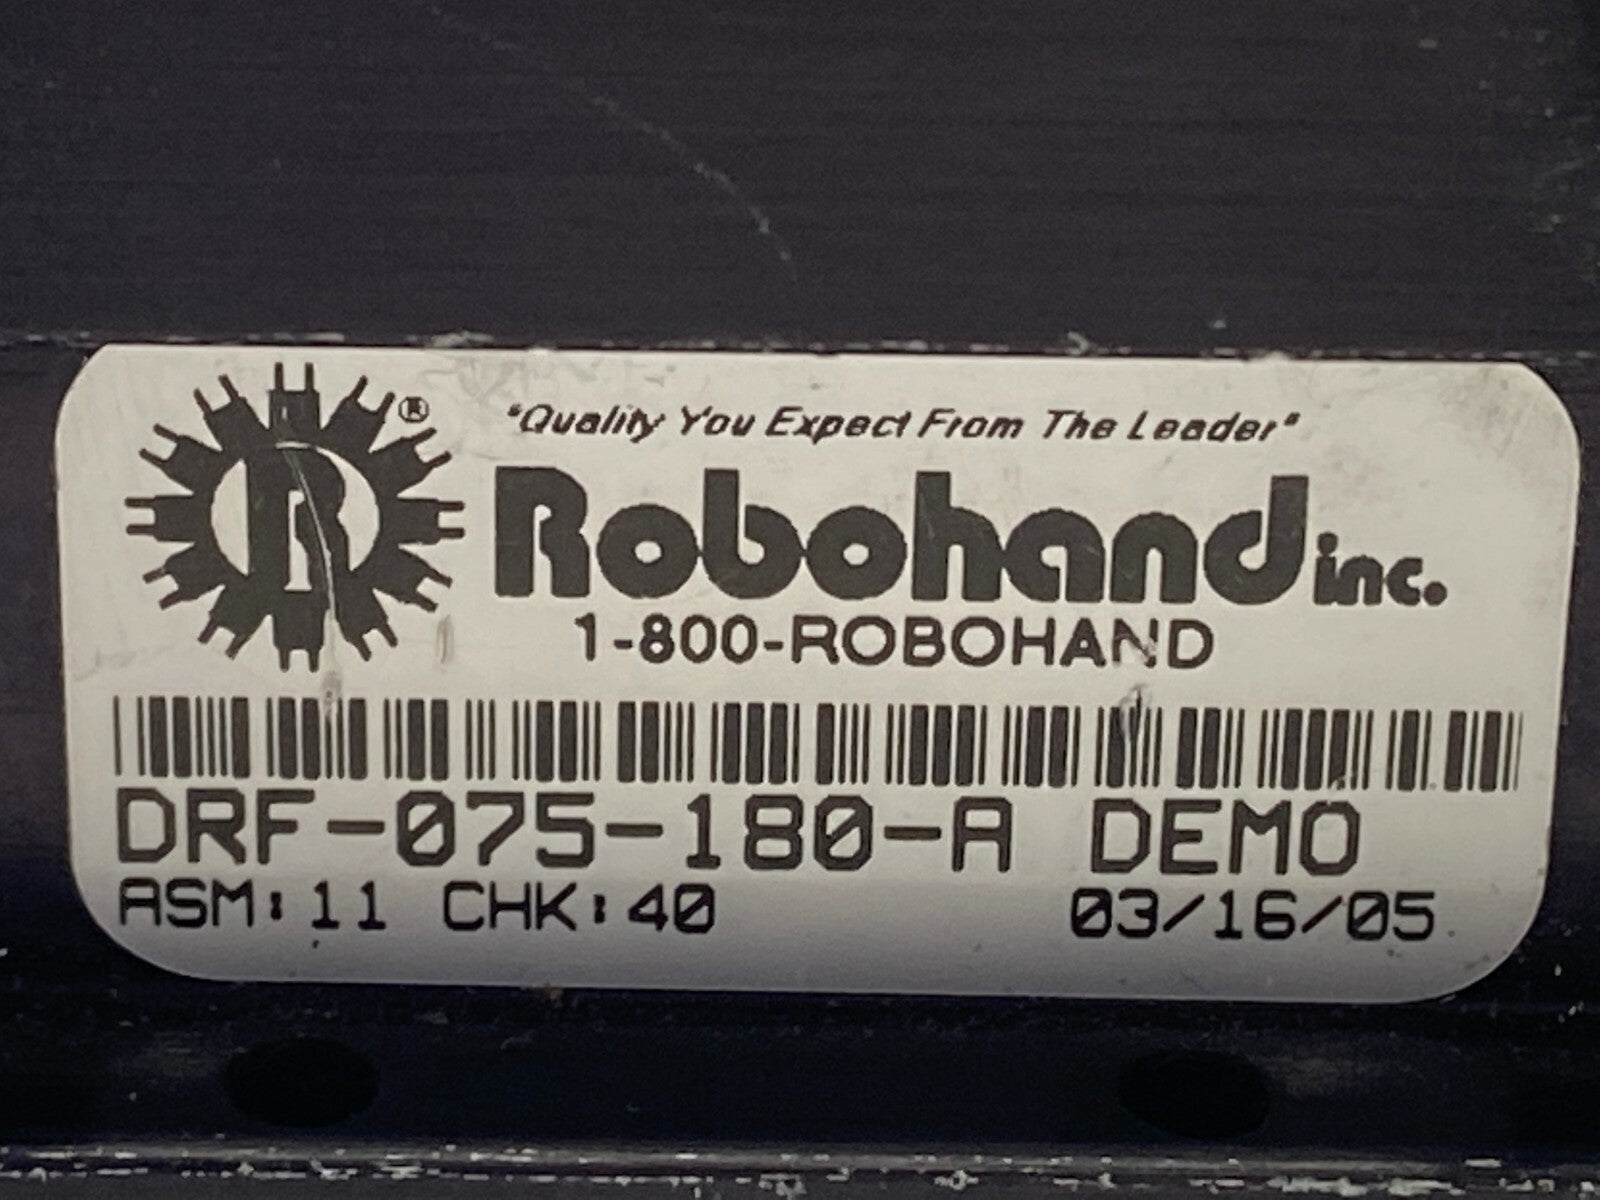 R®
"Quality You Expect From The Leader"
Robohand inc.
1-800-ROBOHAND
DRF-075-180-A DEMO
ASM:11 CHK:40 03/16/05